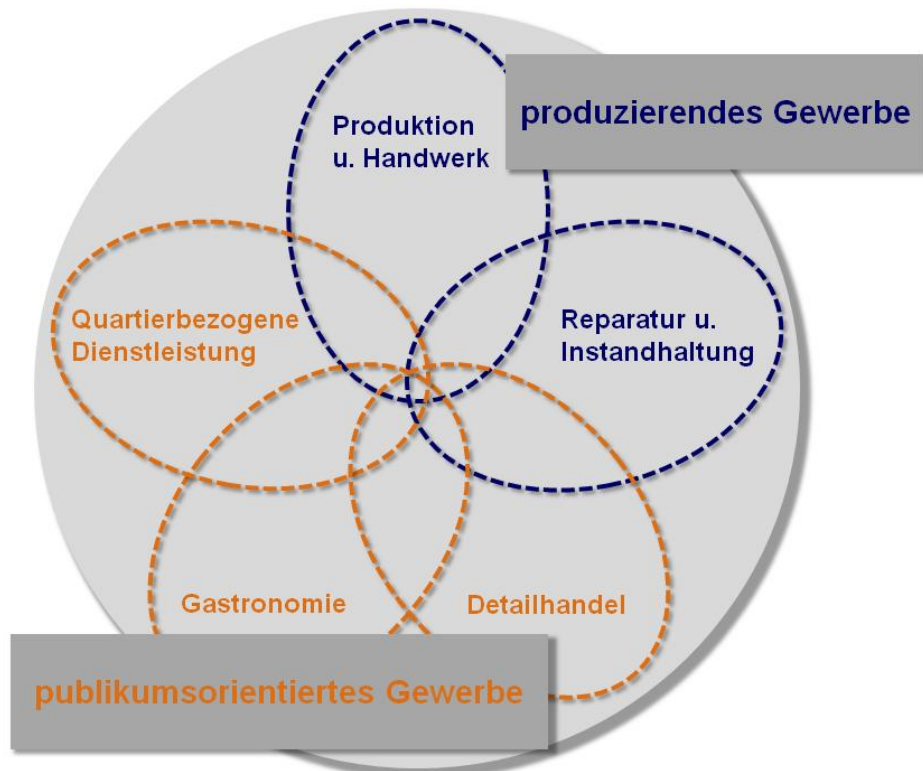 produzierendes Gewerbe
Produktion
u. Handwerk
Quartierbezogene
Dienstleistung
Reparatur u.
Instandhaltung
Gastronomie
Detailhandel
publikumsorientiertes Gewerbe